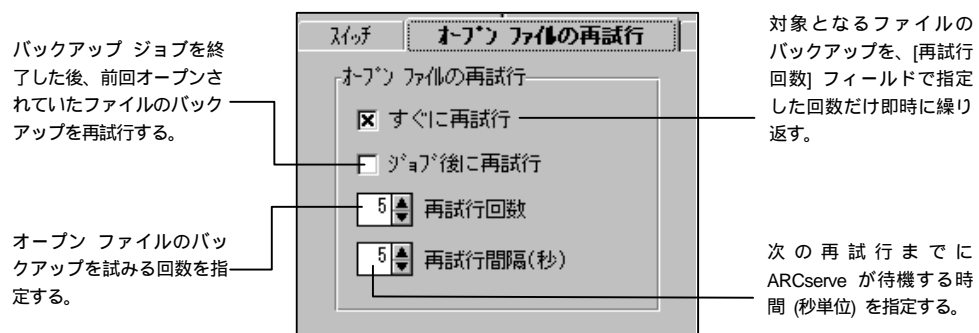 バックアップ ジョブを終
了した後、前回オープンさ
れていたファイルのバック
アップを再試行する。
オープン ファイルのバッ
クアップを試みる回数を指
定する。
スイッチ
オープン ファイルの再試行
オープン ファイルの再試行
すぐに再試行
ジョブ後に再試行
5 再試行回数
5 再試行間隔(秒)
対象となるファイルの
バックアップを、[再試行
回数] フィールドで指定
した回数だけ即時に繰り
返す。
次の再試行までに
ARCserve が待機する時
間 (秒単位) を指定する。